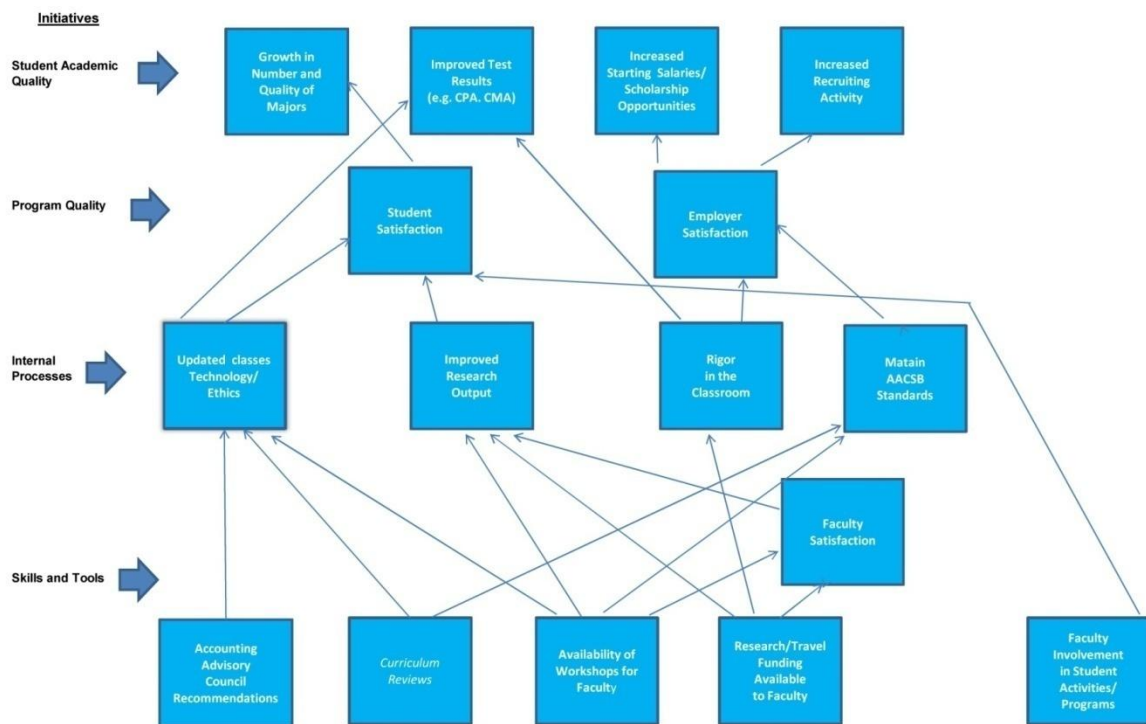 Initiatives
Student Academic
Quality
Growth in
Number and
Quality of
Majors
Improved Test
Results
(e.g. CPA. CMA)
Increased
Starting Salaries/
Scholarship
Opportunities
Increased
Recruiting
Activity
Program Quality
Student
Satisfaction
Employer
Satisfaction
Internal
Processes
Updated classes
Technology/
Ethics
Improved
Research
Output
Rigor
in the
Classroom
Matain
AACSB
Standards
Faculty
Satisfaction
Skills and Tools
Accounting
Advisory
Council
Recommendations
Curriculum
Reviews
Availability of
Workshops for
Faculty
Research/Travel
Funding
Available
to Faculty
Faculty
Involvement
in Student
Activities/
Programs